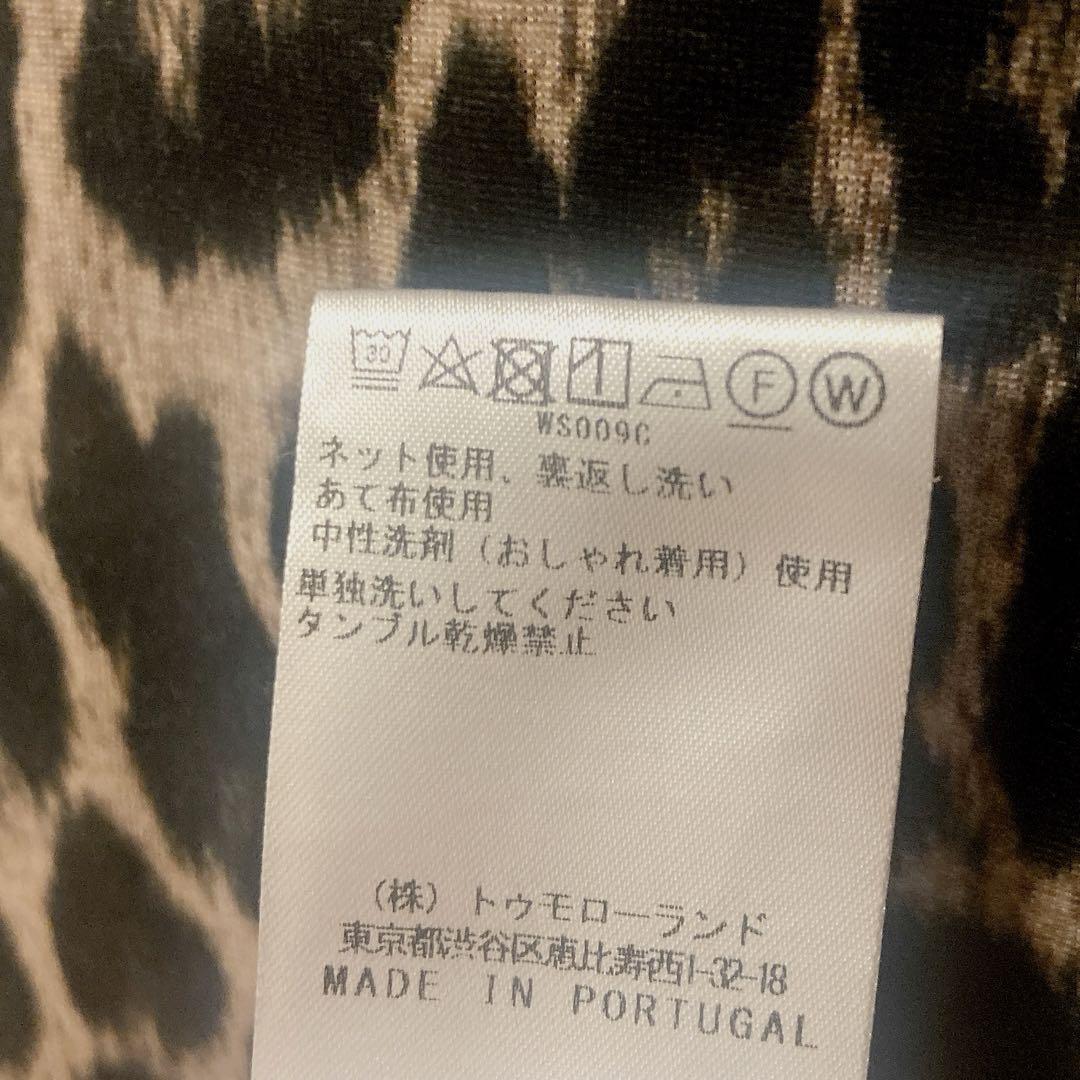 30 F W
WS009C
ネット使用、裏返し洗い
あて布使用
中性洗剤（おしゃれ着用）使用
単独洗いしてください
タンブル乾燥禁止
（株）トゥモローランド
東京都渋谷区恵比寿西1-32-18
MADE IN PORTUGAL